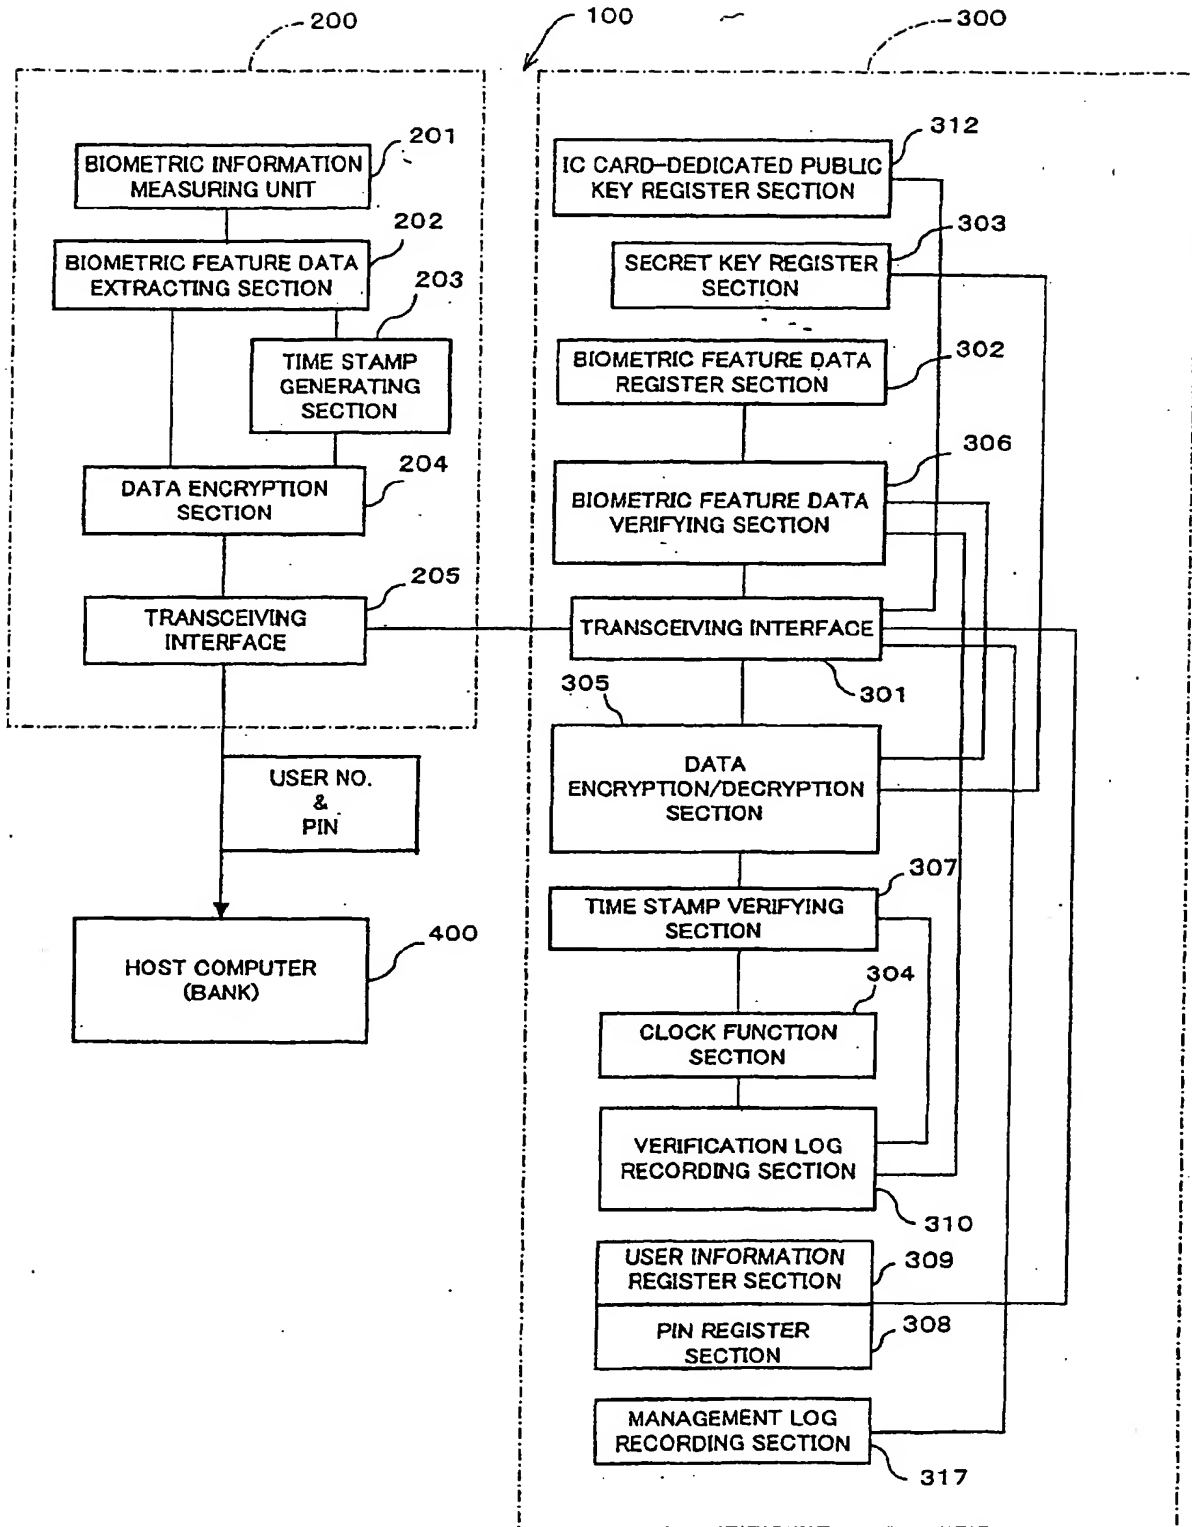 200
100
300
201
BIOMETRIC INFORMATION
MEASURING UNIT
202
BIOMETRIC FEATURE DATA
EXTRACTING SECTION
203
TIME STAMP
GENERATING
SECTION
204
DATA ENCRYPTION
SECTION
205
TRANSCEIVING
INTERFACE
USER NO.
&
PIN
400
HOST COMPUTER
(BANK)
312
IC CARD-DEDICATED PUBLIC
KEY REGISTER SECTION
303
SECRET KEY REGISTER
SECTION
302
BIOMETRIC FEATURE DATA
REGISTER SECTION
306
BIOMETRIC FEATURE DATA
VERIFYING SECTION
TRANSCEIVING INTERFACE
301
305
DATA
ENCRYPTION/DECRYPTION
SECTION
307
TIME STAMP VERIFYING
SECTION
304
CLOCK FUNCTION
SECTION
VERIFICATION LOG
RECORDING SECTION
310
USER INFORMATION
REGISTER SECTION
309
PIN REGISTER
SECTION
308
MANAGEMENT LOG
RECORDING SECTION
317